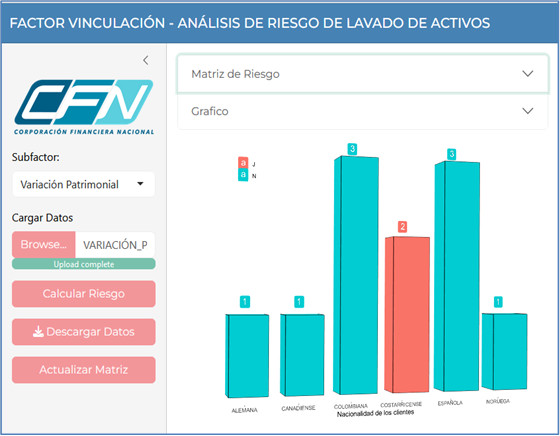 FACTOR VINCULACIÓN - ANÁLISIS DE RIESGO DE LAVADO DE ACTIVOS
CFN
CORPORACIÓN FINANCIERA NACIONAL
Subfactor:
Variación Patrimonial
Cargar Datos
Browse... VARIACIÓN_P
Upload complete
Calcular Riesgo
Descargar Datos
Actualizar Matriz
Matriz de Riesgo
Grafico
a J
a N
1
1
3
2
3
1
ALEMANA CANADIENSE COLOMBIANA COSTARRICENSE ESPAÑOLA NORUEGA
Nacionalidad de los clientes